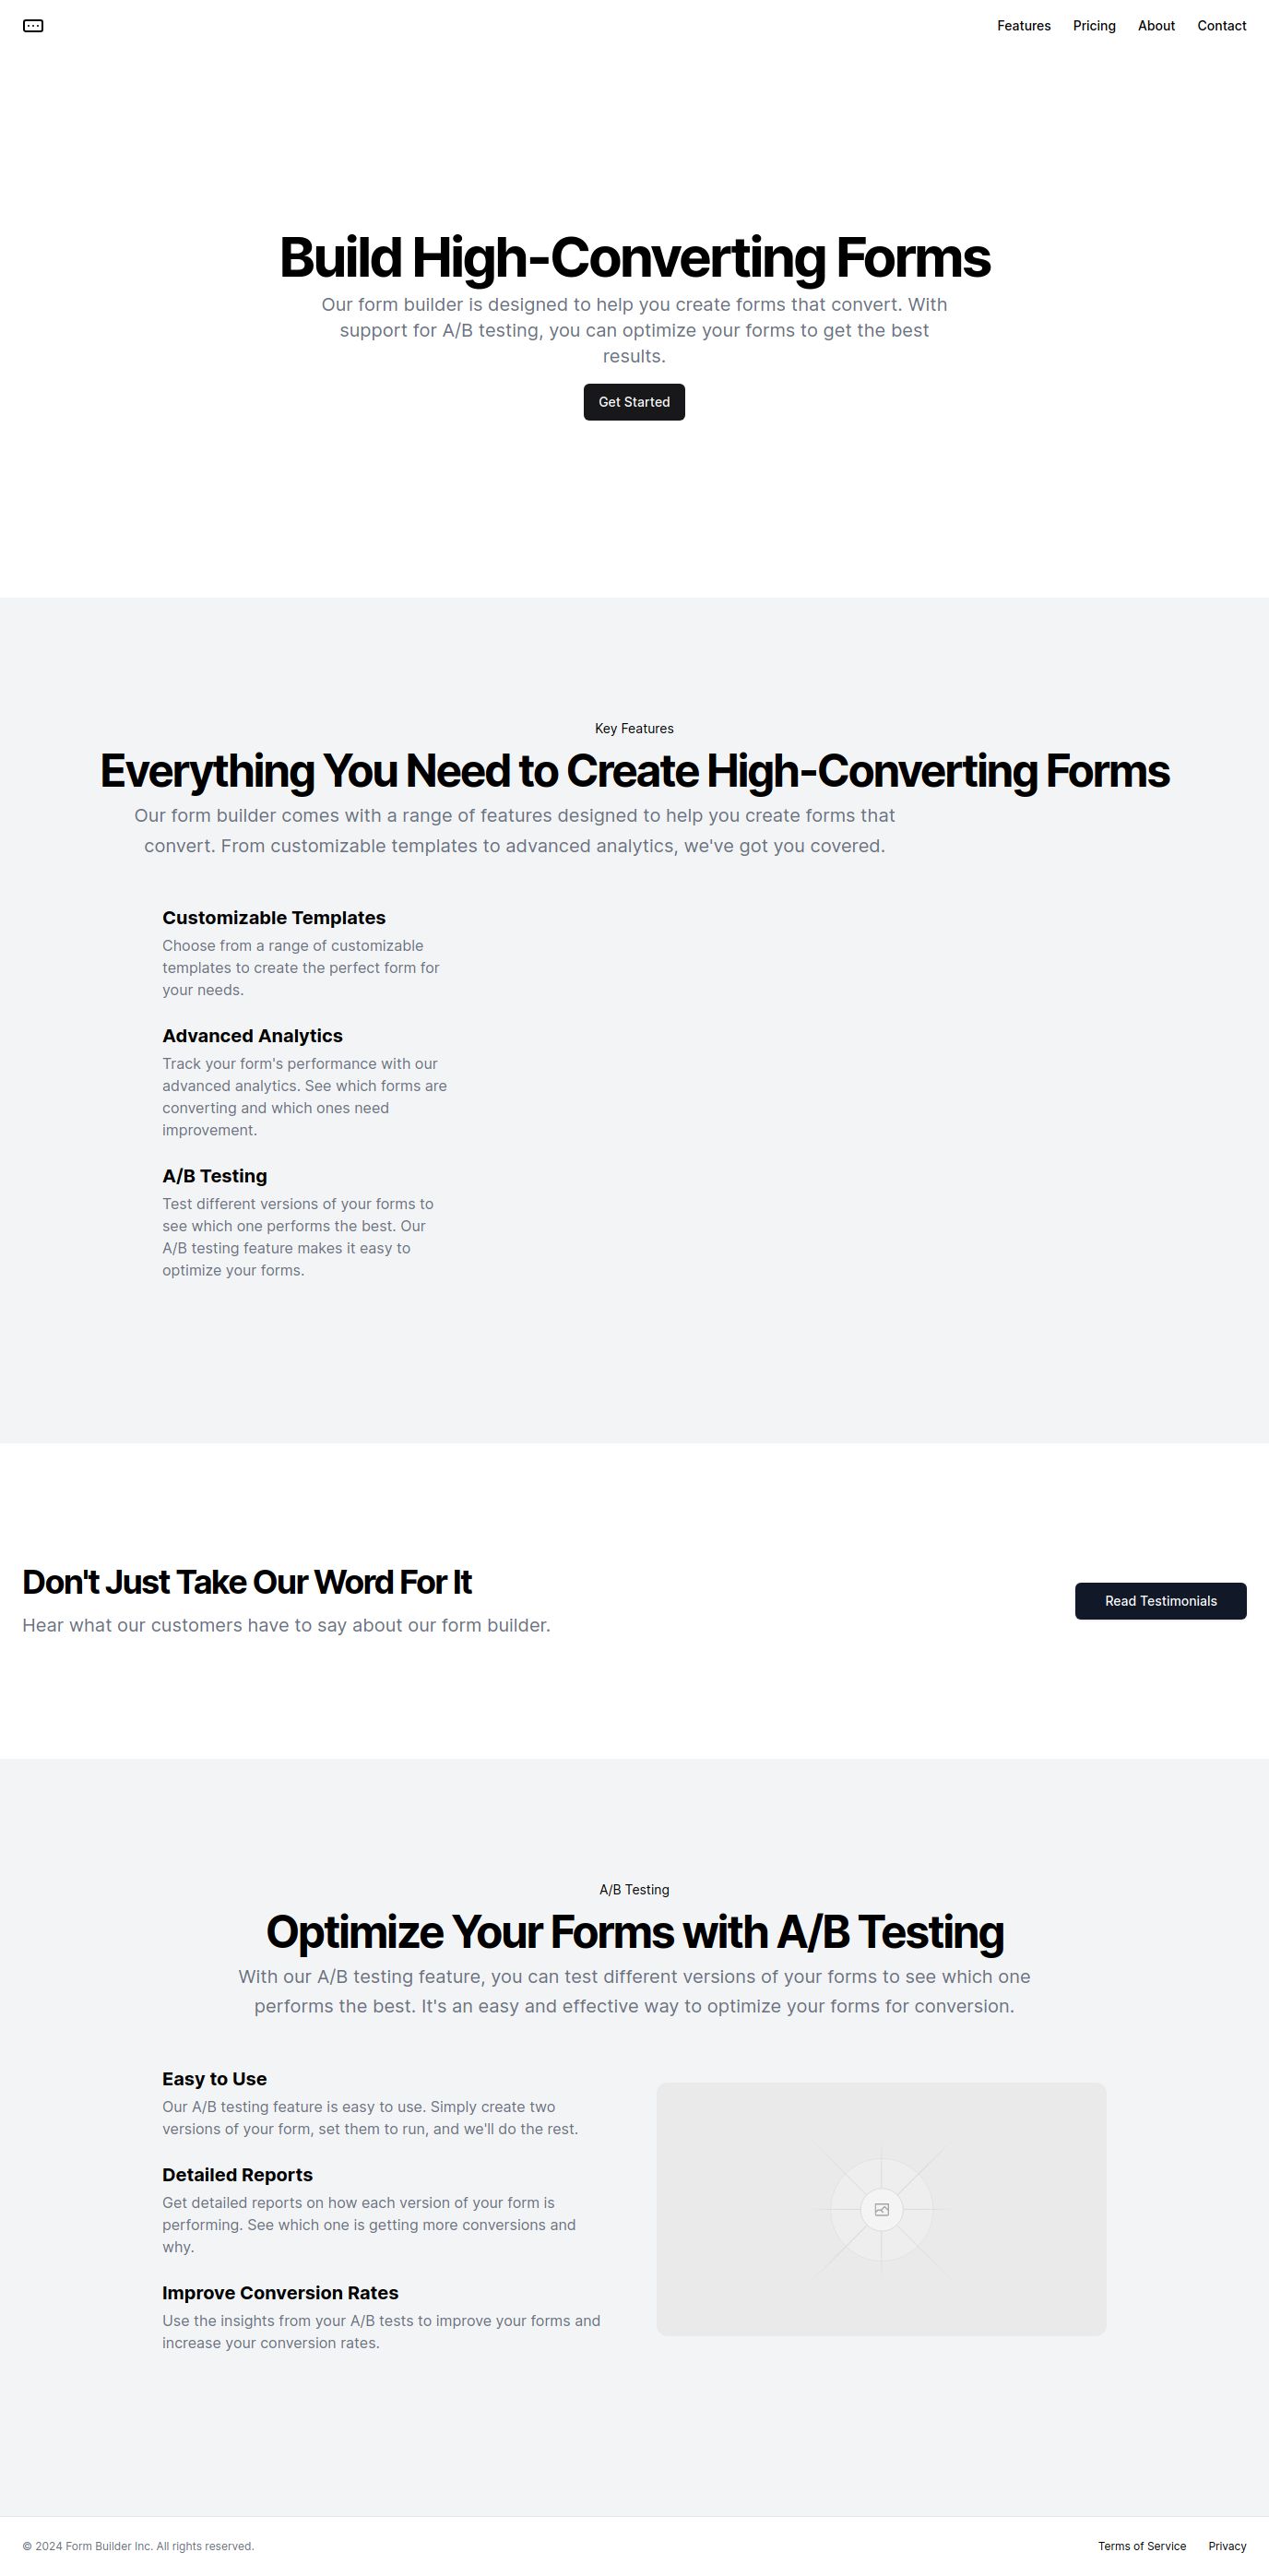 Features Pricing About Contact
Build High-Converting Forms
Our form builder is designed to help you create forms that convert. With
support for A/B testing, you can optimize your forms to get the best
results.
Get Started
Key Features
Everything You Need to Create High-Converting Forms
Our form builder comes with a range of features designed to help you create forms that
convert. From customizable templates to advanced analytics, we've got you covered.
Customizable Templates
Choose from a range of customizable
templates to create the perfect form for
your needs.
Advanced Analytics
Track your form's performance with our
advanced analytics. See which forms are
converting and which ones need
improvement.
A/B Testing
Test different versions of your forms to
see which one performs the best. Our
A/B testing feature makes it easy to
optimize your forms.
Don't Just Take Our Word For It
Hear what our customers have to say about our form builder.
Read Testimonials
A/B Testing
Optimize Your Forms with A/B Testing
With our A/B testing feature, you can test different versions of your forms to see which one
performs the best. It's an easy and effective way to optimize your forms for conversion.
Easy to Use
Our A/B testing feature is easy to use. Simply create two
versions of your form, set them to run, and we'll do the rest.
Detailed Reports
Get detailed reports on how each version of your form is
performing. See which one is getting more conversions and
why.
Improve Conversion Rates
Use the insights from your A/B tests to improve your forms and
increase your conversion rates.
© 2024 Form Builder Inc. All rights reserved.
Terms of Service Privacy